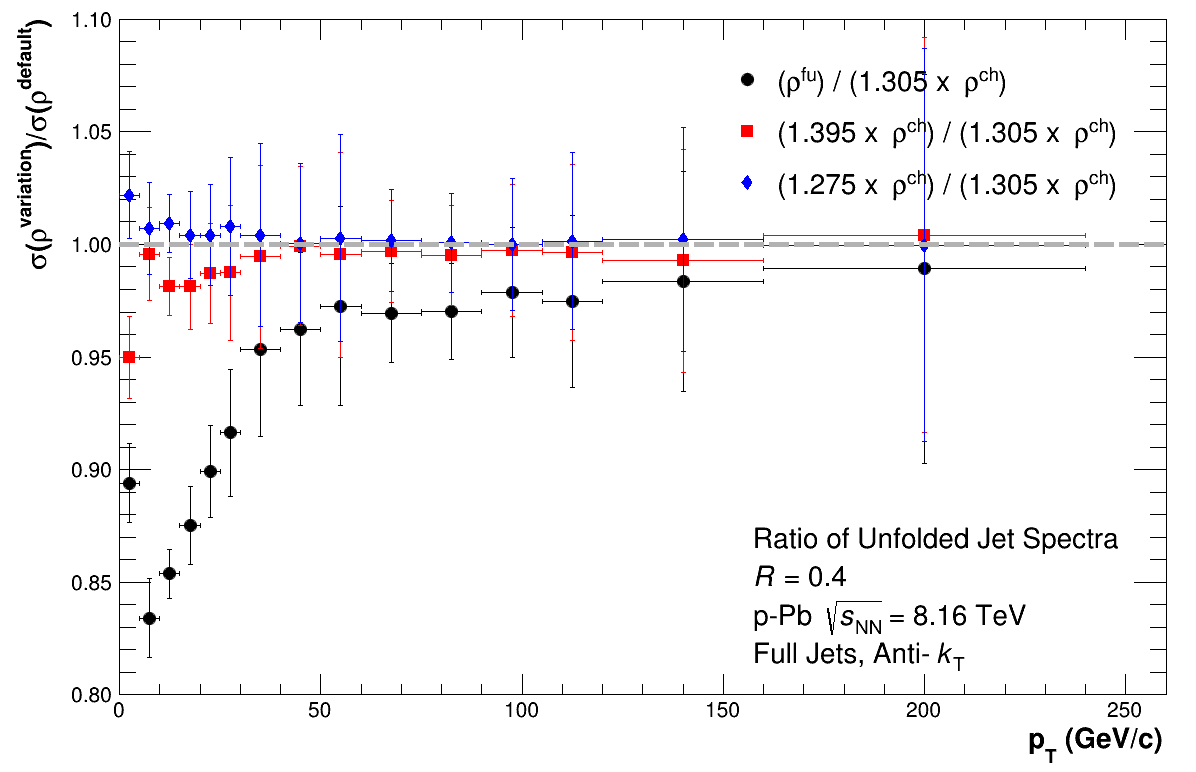 σ(ρ^variation)/σ(ρ^default)
1.10
1.05
1.00
0.95
0.90
0.85
0.80
(ρ^fu) / (1.305 x ρ^ch)
(1.395 x ρ^ch) / (1.305 x ρ^ch)
(1.275 x ρ^ch) / (1.305 x ρ^ch)
Ratio of Unfolded Jet Spectra
R = 0.4
p-Pb √s_NN = 8.16 TeV
Full Jets, Anti- k_T
0 50 100 150 200 250
p_T (GeV/c)